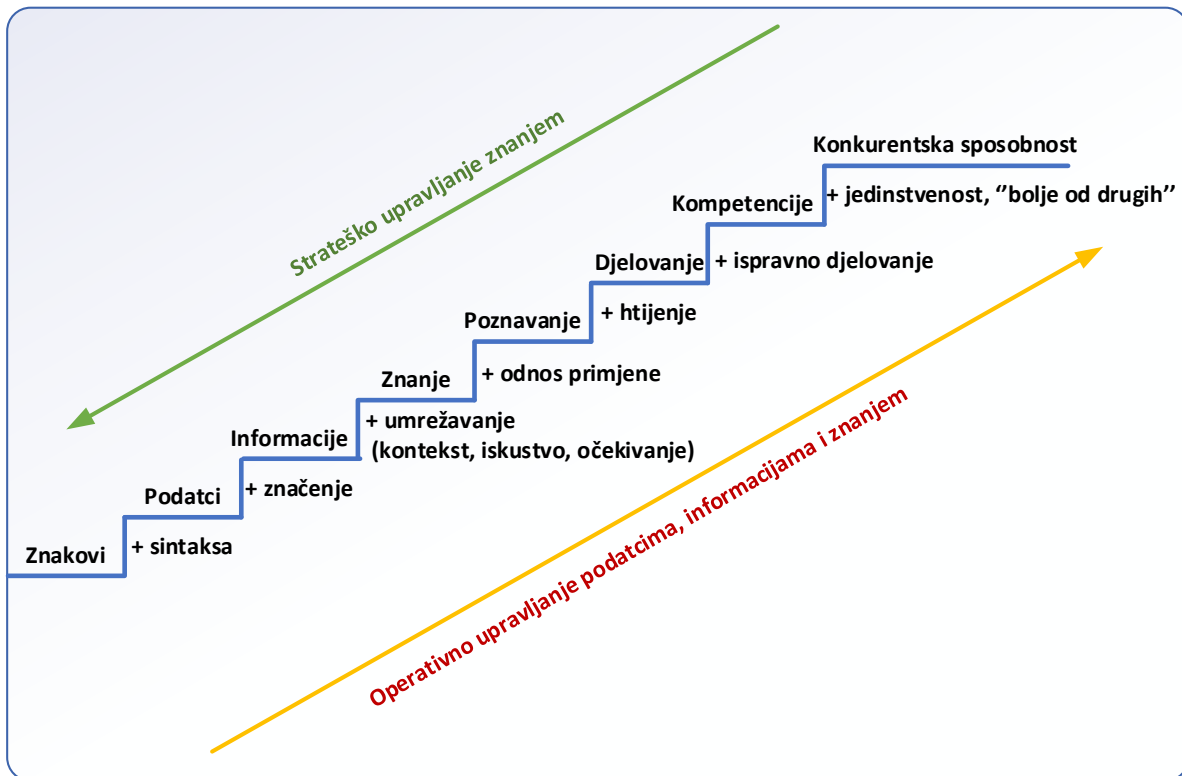 Strateško upravljanje znanjem
Konkurentska sposobnost
+ jedinstvenost, ‘’bolje od drugih’’
Kompetencije
+ ispravno djelovanje
Djelovanje
+ htijenje
Poznavanje
+ odnos primjene
Znanje
+ umrežavanje
(kontekst, iskustvo, očekivanje)
Informacije
+ značenje
Podatci
+ sintaksa
Znakovi
Operativno upravljanje podatcima, informacijama i znanjem